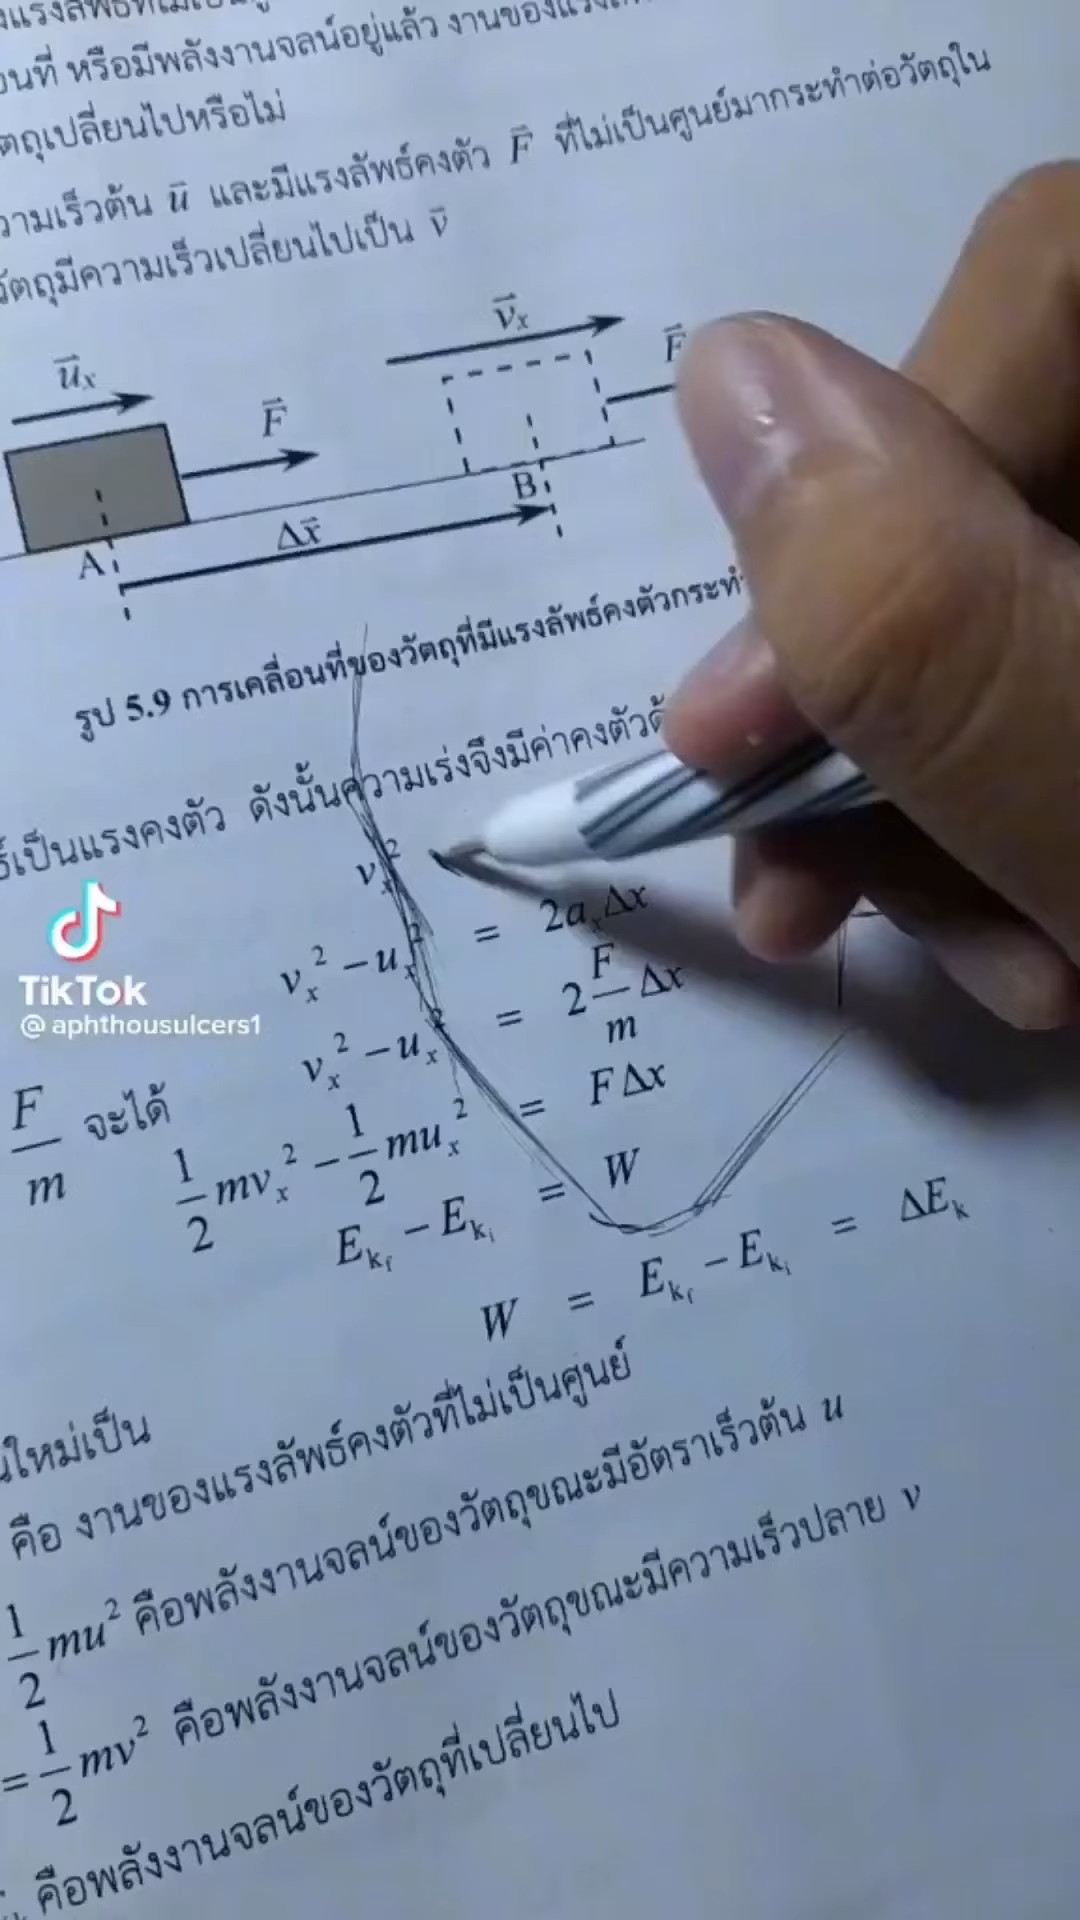 อนที่ หรือมีพลังงานจลน์อยู่แล้ว งานของแรงลัพธ์
ตถุเปลี่ยนไปหรือไม่
วามเร็วต้น u⃗ และมีแรงลัพธ์คงตัว F⃗ ที่ไม่เป็นศูนย์มากระทำต่อวัตถุใน
วัตถุมีความเร็วเปลี่ยนไปเป็น v⃗
v⃗ₓ
u⃗ₓ F⃗ F⃗
A Δx⃗ B
รูป 5.9 การเคลื่อนที่ของวัตถุที่มีแรงลัพธ์คงตัวกระทำ
ธ์เป็นแรงคงตัว ดังนั้นความเร่งจึงมีค่าคงตัวด้
vₓ²
vₓ² − uₓ² = 2aₓΔx
vₓ² − uₓ² = 2 F/m Δx
F/m จะได้ 1/2 mvₓ² − 1/2 muₓ² = FΔx
E_kf − E_ki = W
W = E_kf − E_ki = ΔE_k
นใหม่เป็น
คือ งานของแรงลัพธ์คงตัวที่ไม่เป็นศูนย์
1/2 mu² คือพลังงานจลน์ของวัตถุขณะมีอัตราเร็วต้น u
= 1/2 mv² คือพลังงานจลน์ของวัตถุขณะมีความเร็วปลาย v
คือพลังงานจลน์ของวัตถุที่เปลี่ยนไป
TikTok
@aphthousulcers1